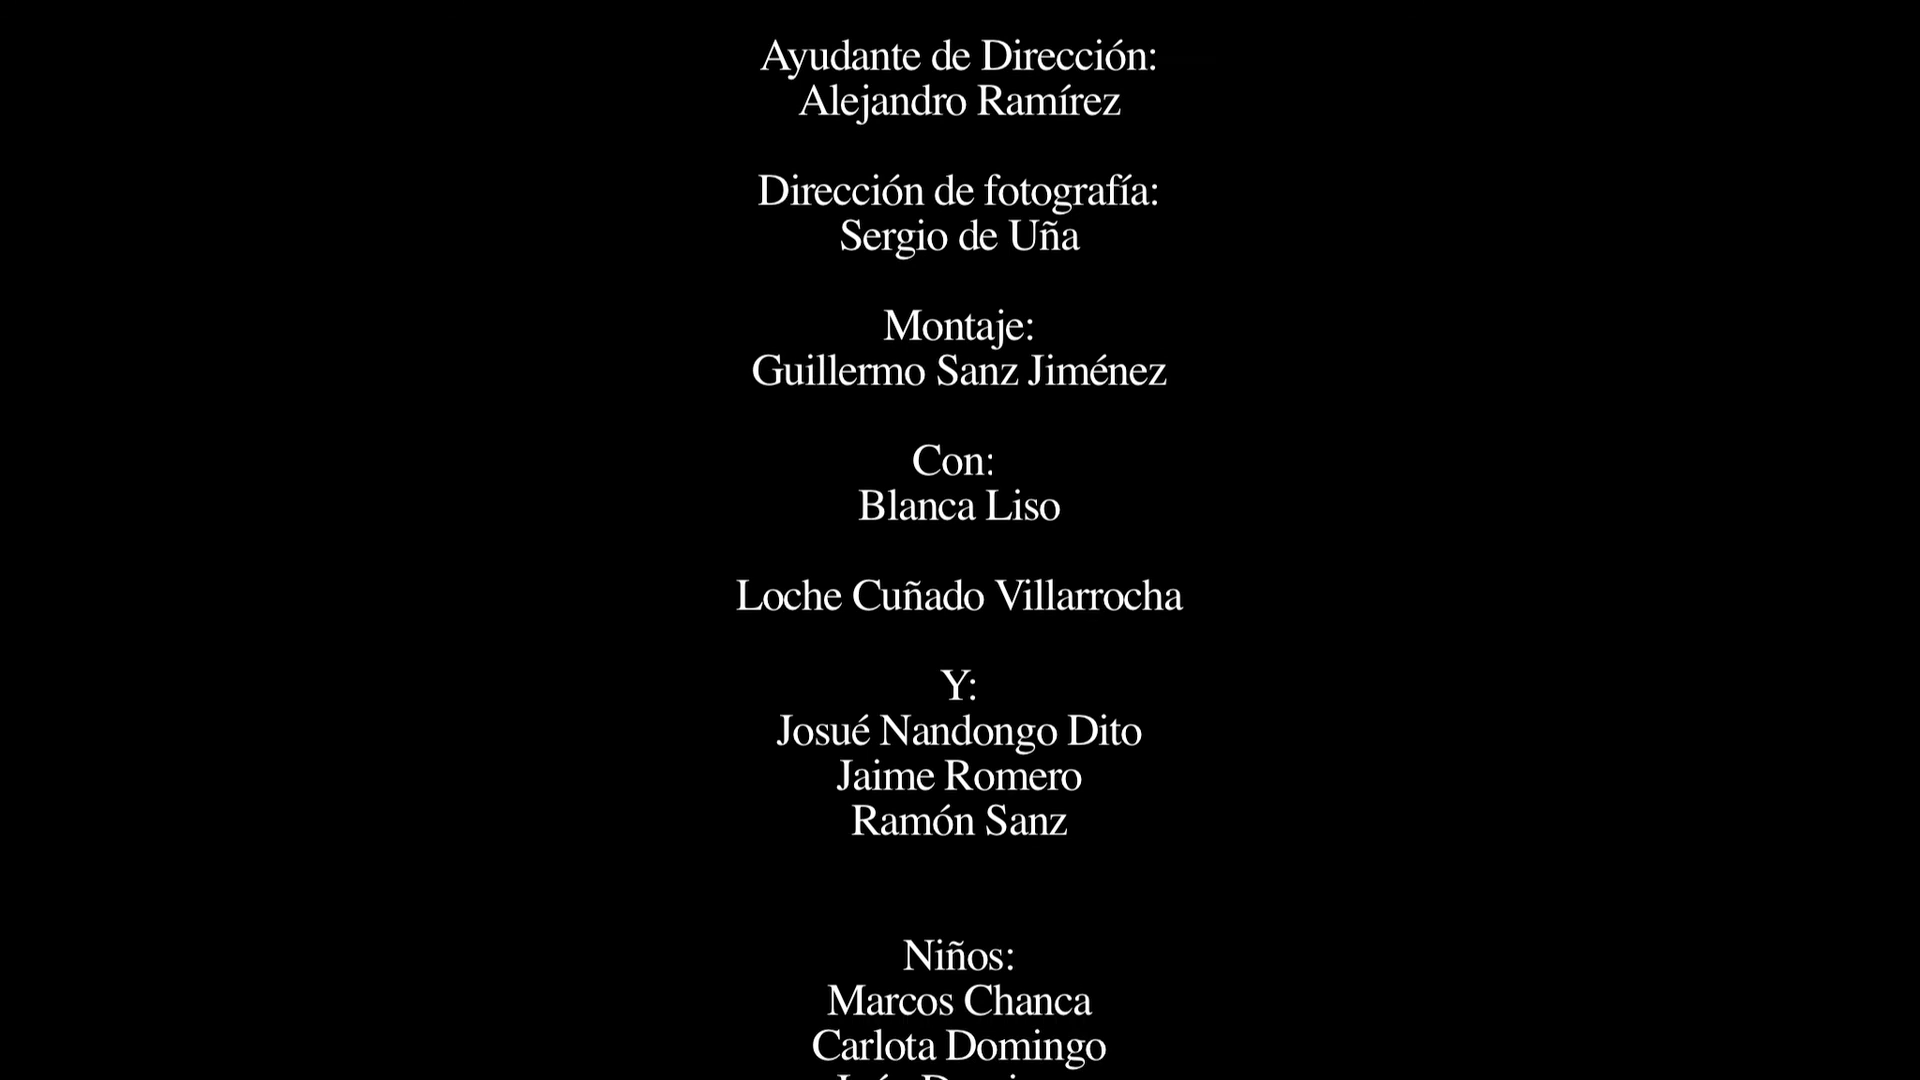 Ayudante de Dirección:
Alejandro Ramírez
Dirección de fotografía:
Sergio de Uña
Montaje:
Guillermo Sanz Jiménez
Con:
Blanca Liso
Loche Cuñado Villarrocha
Y:
Josué Nandongo Dito
Jaime Romero
Ramón Sanz
Niños:
Marcos Chanca
Carlota Domingo